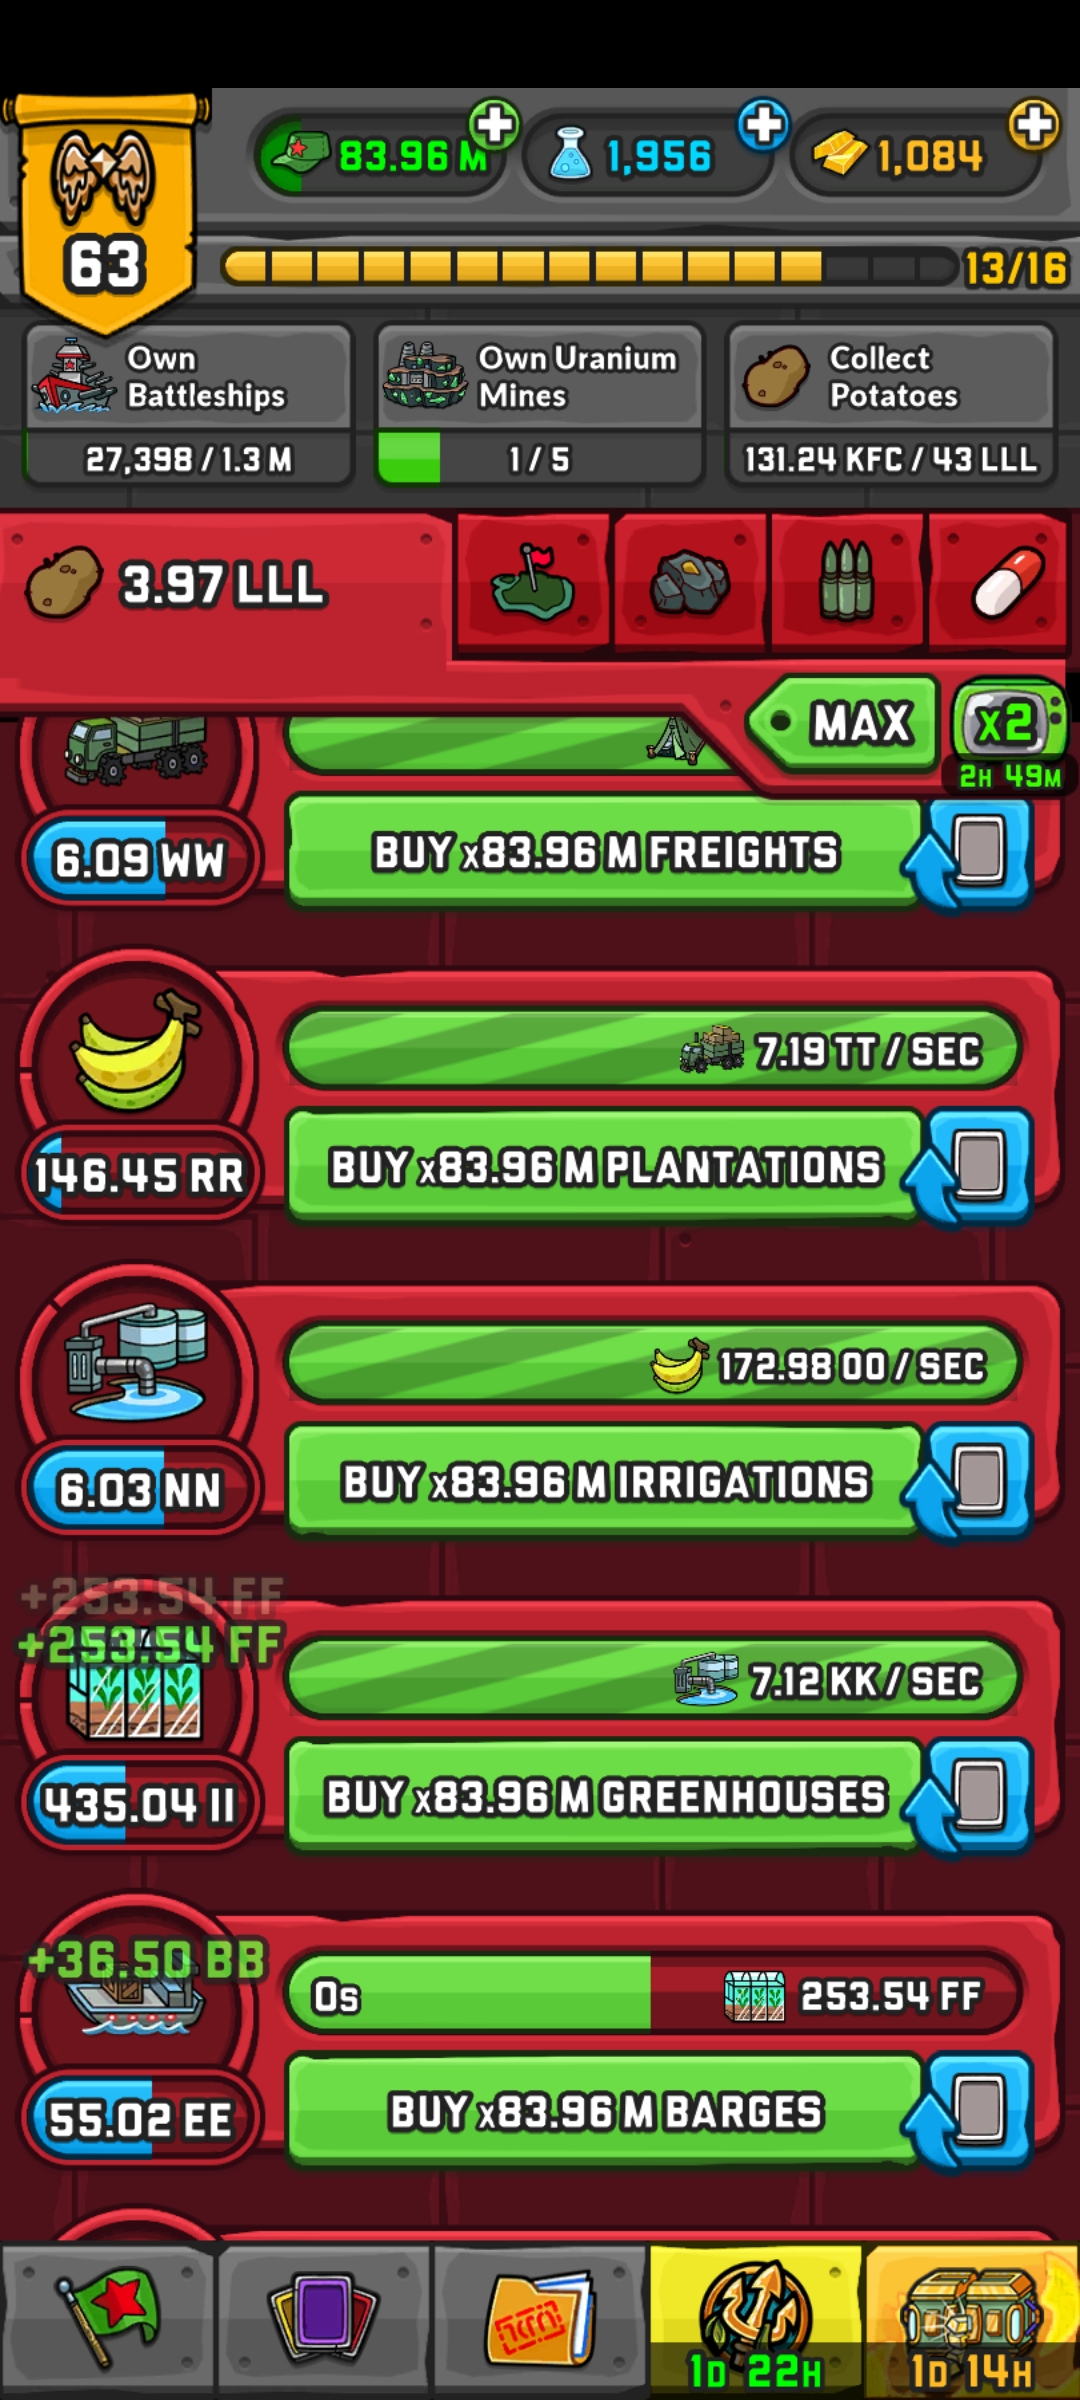 83.96 M
1,956
1,084
63
13/16
Own
Battleships
27,398 / 1.3 M
Own Uranium
Mines
1 / 5
Collect
Potatoes
131.24 KFC / 43 LLL
3.97 LLL
MAX
X2
2H 49M
6.09 WW
BUY x83.96 M FREIGHTS
7.19 TT / SEC
146.45 RR
BUY x83.96 M PLANTATIONS
172.98 OO / SEC
6.03 NN
BUY x83.96 M IRRIGATIONS
+253.54 FF
+253.54 FF
7.12 KK / SEC
435.04 II
BUY x83.96 M GREENHOUSES
+36.50 BB
0s
253.54 FF
55.02 EE
BUY x83.96 M BARGES
1D 22H
1D 14H